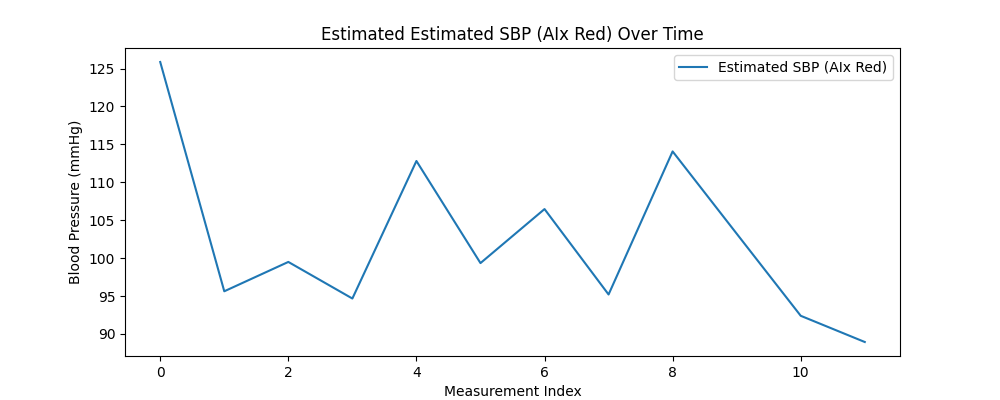 Estimated Estimated SBP (AIx Red) Over Time
Estimated SBP (AIx Red)
Blood Pressure (mmHg)
125
120
115
110
105
100
95
90
0 2 4 6 8 10
Measurement Index